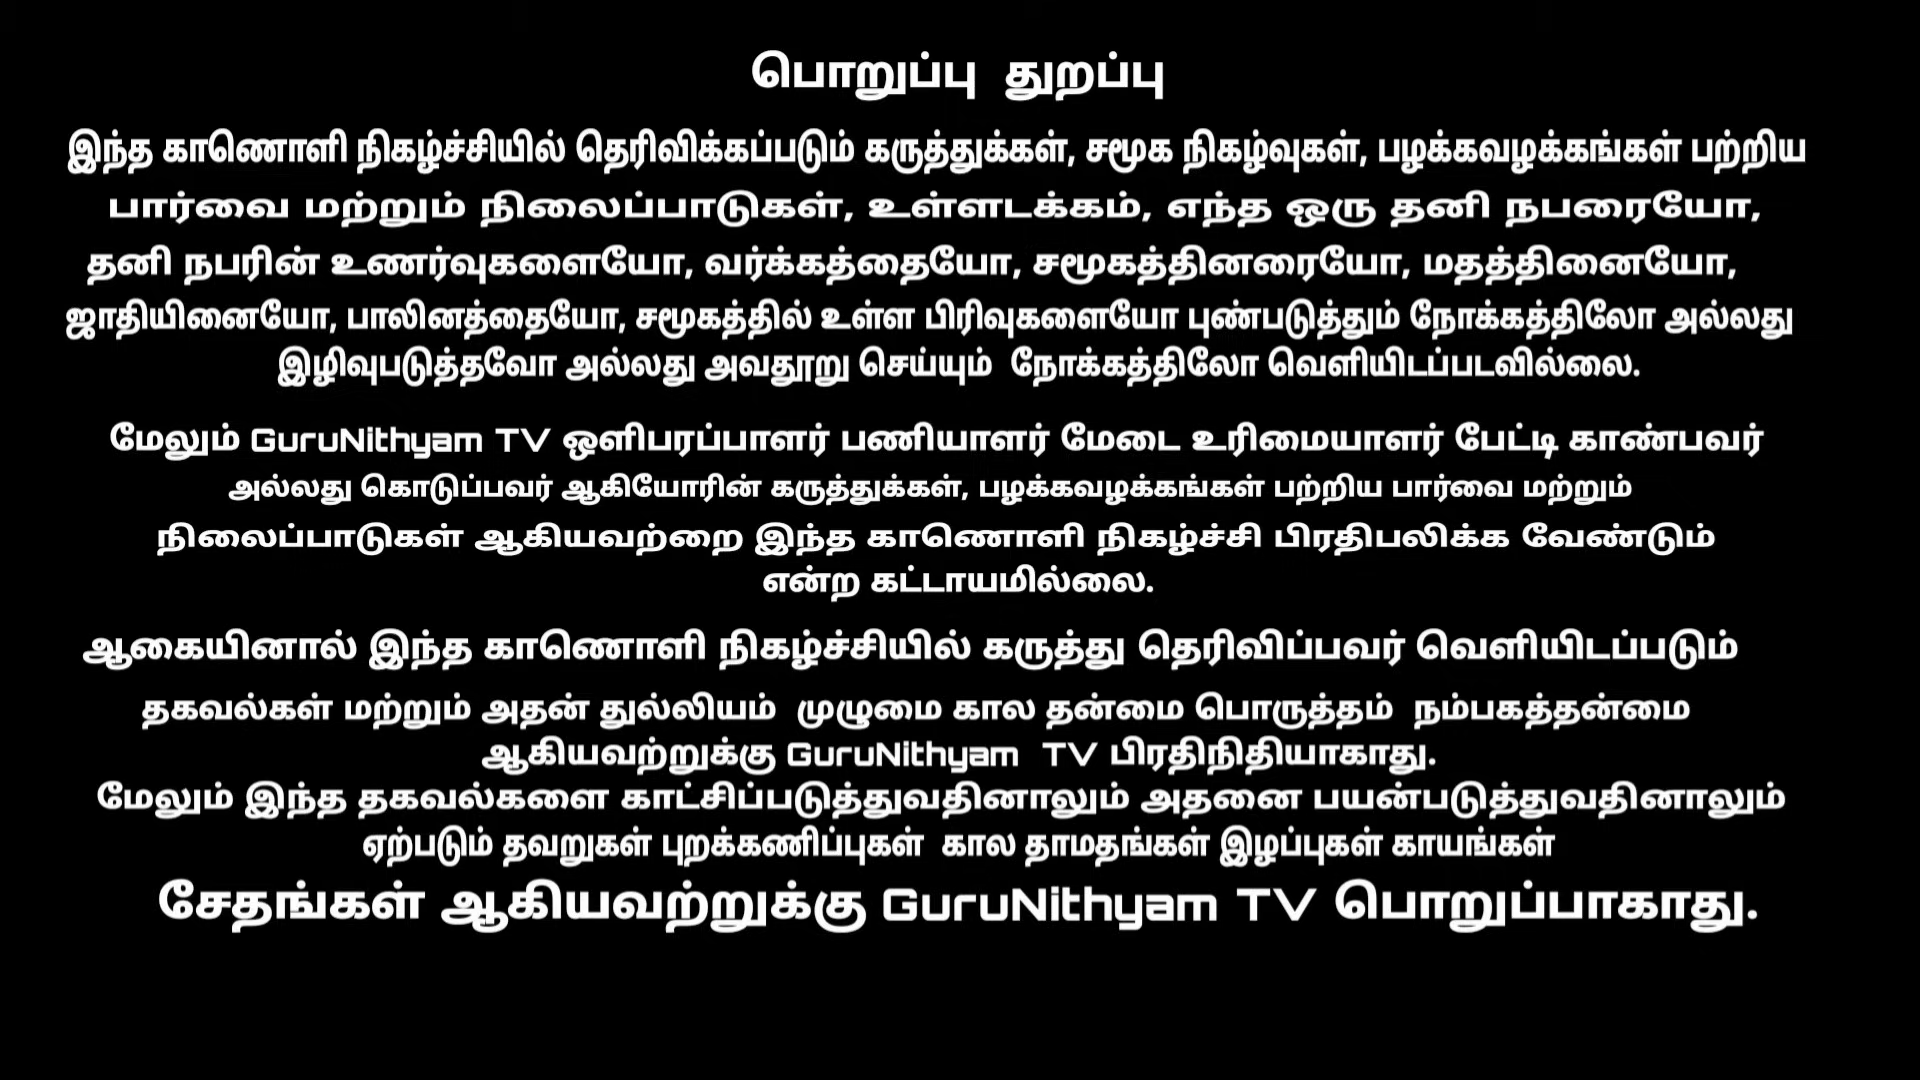 பொறுப்பு துறப்பு
இந்த காணொளி நிகழ்ச்சியில் தெரிவிக்கப்படும் கருத்துக்கள், சமூக நிகழ்வுகள், பழக்கவழக்கங்கள் பற்றிய
பார்வை மற்றும் நிலைப்பாடுகள், உள்ளடக்கம், எந்த ஒரு தனி நபரையோ,
தனி நபரின் உணர்வுகளையோ, வர்க்கத்தையோ, சமூகத்தினரையோ, மதத்தினையோ,
ஜாதியினையோ, பாலினத்தையோ, சமூகத்தில் உள்ள பிரிவுகளையோ புண்படுத்தும் நோக்கத்திலோ அல்லது
இழிவுபடுத்தவோ அல்லது அவதூறு செய்யும் நோக்கத்திலோ வெளியிடப்படவில்லை.
மேலும் GuruNithyam TV ஒளிபரப்பாளர் பணியாளர் மேடை உரிமையாளர் பேட்டி காண்பவர்
அல்லது கொடுப்பவர் ஆகியோரின் கருத்துக்கள், பழக்கவழக்கங்கள் பற்றிய பார்வை மற்றும்
நிலைப்பாடுகள் ஆகியவற்றை இந்த காணொளி நிகழ்ச்சி பிரதிபலிக்க வேண்டும்
என்ற கட்டாயமில்லை.
ஆகையினால் இந்த காணொளி நிகழ்ச்சியில் கருத்து தெரிவிப்பவர் வெளியிடப்படும்
தகவல்கள் மற்றும் அதன் துல்லியம் முழுமை கால தன்மை பொருத்தம் நம்பகத்தன்மை
ஆகியவற்றுக்கு GuruNithyam TV பிரதிநிதியாகாது.
மேலும் இந்த தகவல்களை காட்சிப்படுத்துவதினாலும் அதனை பயன்படுத்துவதினாலும்
ஏற்படும் தவறுகள் புறக்கணிப்புகள் கால தாமதங்கள் இழப்புகள் காயங்கள்
சேதங்கள் ஆகியவற்றுக்கு GuruNithyam TV பொறுப்பாகாது.